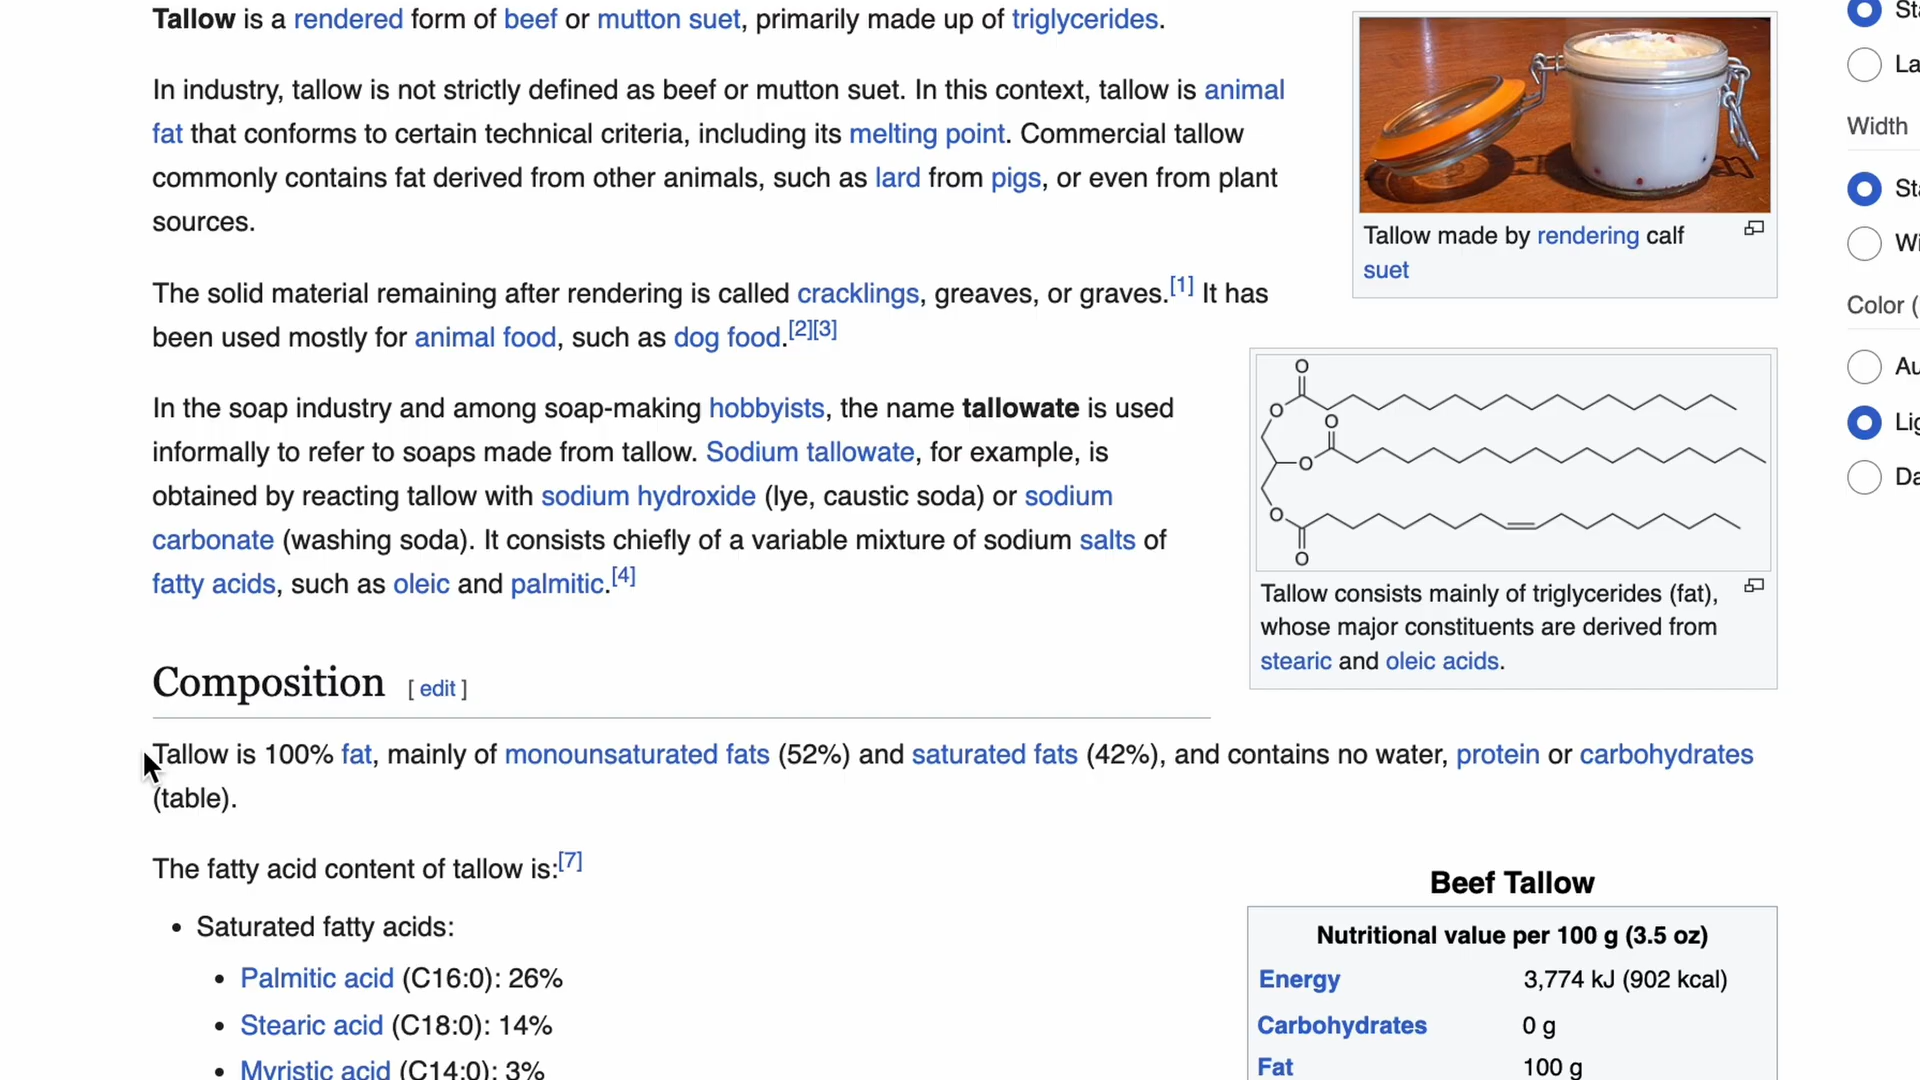 Tallow is a rendered form of beef or mutton suet, primarily made up of triglycerides.
In industry, tallow is not strictly defined as beef or mutton suet. In this context, tallow is animal
fat that conforms to certain technical criteria, including its melting point. Commercial tallow
commonly contains fat derived from other animals, such as lard from pigs, or even from plant
sources.
The solid material remaining after rendering is called cracklings, greaves, or graves.[1] It has
been used mostly for animal food, such as dog food.[2][3]
In the soap industry and among soap-making hobbyists, the name tallowate is used
informally to refer to soaps made from tallow. Sodium tallowate, for example, is
obtained by reacting tallow with sodium hydroxide (lye, caustic soda) or sodium
carbonate (washing soda). It consists chiefly of a variable mixture of sodium salts of
fatty acids, such as oleic and palmitic.[4]
Tallow made by rendering calf
suet
O
O
O
O
O
O
Tallow consists mainly of triglycerides (fat),
whose major constituents are derived from
stearic and oleic acids.
Composition [ edit ]
Tallow is 100% fat, mainly of monounsaturated fats (52%) and saturated fats (42%), and contains no water, protein or carbohydrates
(table).
The fatty acid content of tallow is:[7]
• Saturated fatty acids:
• Palmitic acid (C16:0): 26%
• Stearic acid (C18:0): 14%
• Myristic acid (C14:0): 3%
Beef Tallow
Nutritional value per 100 g (3.5 oz)
Energy 3,774 kJ (902 kcal)
Carbohydrates 0 g
Fat 100 g
Width
Color (